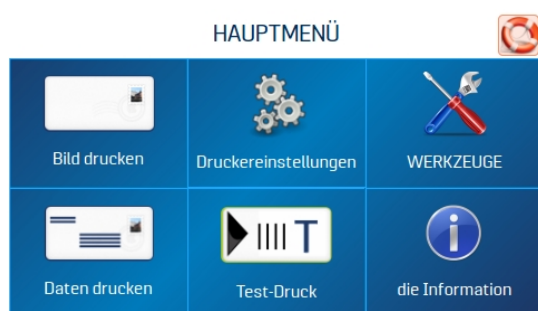 HAUPTMENÜ
Bild drucken
Druckereinstellungen
WERKZEUGE
Daten drucken
T
Test-Druck
i
die Information